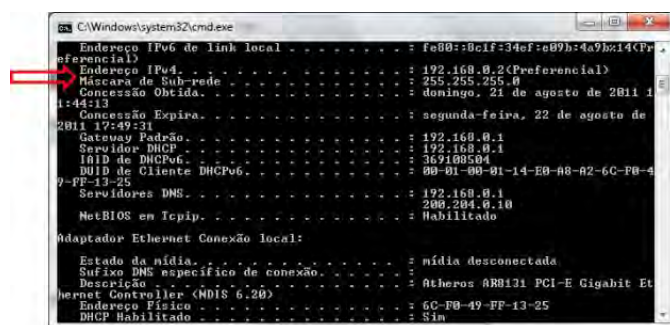 C:\Windows\system32\cmd.exe
Endereço IPv6 de link local . . . . . . . . : fe80::8c1f:34ef:e09b:4a9bx14(Pr
eferencial)
Endereço IPv4. . . . . . . . . . . . . . . : 192.168.0.2(Preferencial)
Máscara de Sub-rede . . . . . . . . . . . . : 255.255.255.0
Concessão Obtida. . . . . . . . . . . . . . : domingo, 21 de agosto de 2011 1
1:44:13
Concessão Expira. . . . . . . . . . . . . . : segunda-feira, 22 de agosto de
2011 17:49:31
Gateway Padrão. . . . . . . . . . . . . . . : 192.168.0.1
Servidor DHCP . . . . . . . . . . . . . . . : 192.168.0.1
IAID de DHCPv6. . . . . . . . . . . . . . . : 369108504
DUID de Cliente DHCPv6. . . . . . . . . . . : 00-01-00-01-14-E0-A8-A2-6C-F0-4
9-FF-13-25
Servidores DNS. . . . . . . . . . . . . . . : 192.168.0.1
200.204.0.10
NetBIOS em Tcpip. . . . . . . . . . . . . . : Habilitado
Adaptador Ethernet Conexão local:
Estado da mídia. . . . . . . . . . . . . . : mídia desconectada
Sufixo DNS específico de conexão. . . . . . :
Descrição . . . . . . . . . . . . . . . . . : Atheros AR8131 PCI-E Gigabit Et
hernet Controller (NDIS 6.20)
Endereço Físico . . . . . . . . . . . . . . : 6C-F0-49-FF-13-25
DHCP Habilitado . . . . . . . . . . . . . . : Sim